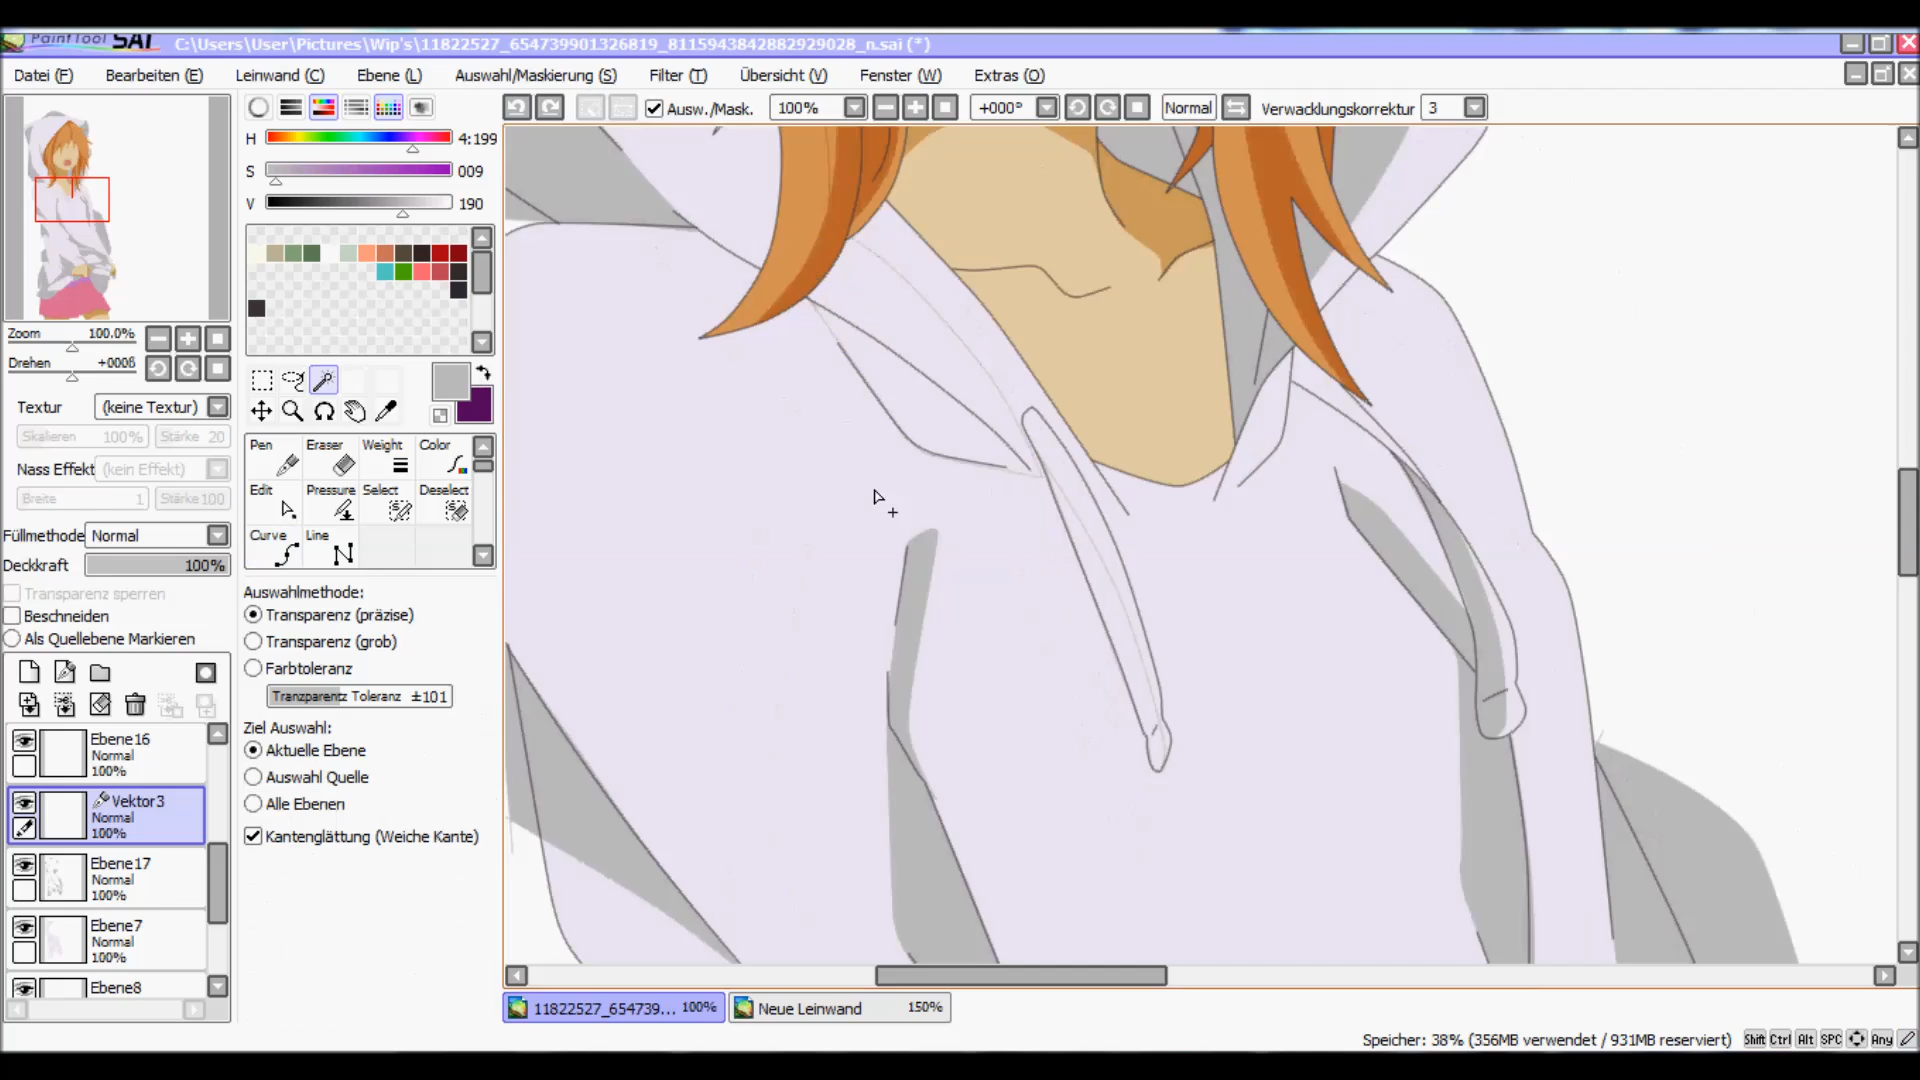 PaintTool SAI C:\Users\User\Pictures\Wip's\11822527_654739901326819_8115943842882929028_n.sai (*)
Datei (F) Bearbeiten (E) Leinwand (C) Ebene (L) Auswahl/Maskierung (S) Filter (T) Übersicht (V) Fenster (W) Extras (O)
Ausw./Mask. 100% +000° Normal Verwacklungskorrektur 3
H 4:199
S 009
V 190
Zoom 100.0%
Drehen
Textur (keine Textur)
Skalieren 100% Stärke 20
Nass Effekt (kein Effekt)
Breite 1 Stärke 100
Füllmethode Normal
Deckkraft 100%
Transparenz sperren
Beschneiden
Als Quellebene Markieren
Ebene16
Normal
100%
Vektor3
Normal
100%
Ebene17
Normal
100%
Ebene7
Normal
100%
Ebene8
Pen Eraser Weight Color
Edit Pressure Select Deselect
Curve Line
Auswahlmethode:
Transparenz (präzise)
Transparenz (grob)
Farbtoleranz
Tranzparentz Toleranz ±101
Ziel Auswahl:
Aktuelle Ebene
Auswahl Quelle
Alle Ebenen
Kantenglättung (Weiche Kante)
11822527_654739... 100% Neue Leinwand 150%
Speicher: 38% (356MB verwendet / 931MB reserviert) Shift Ctrl Alt SPC Any